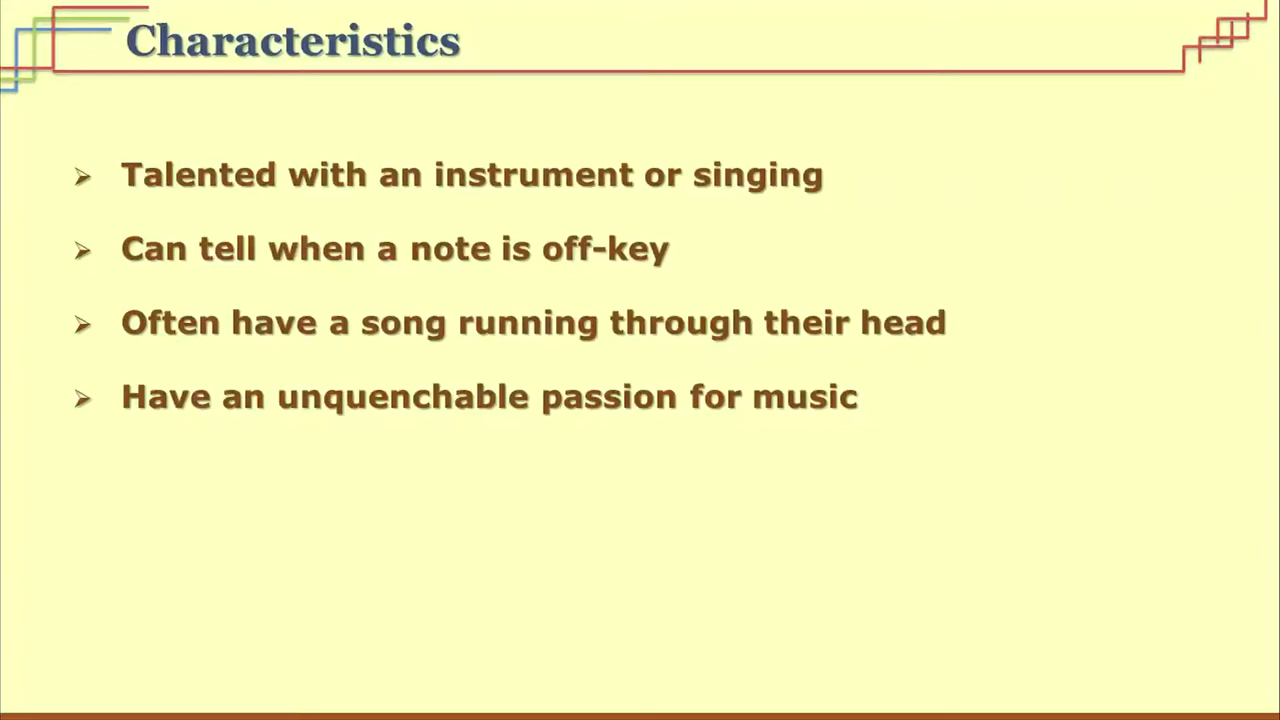 Characteristics
Talented with an instrument or singing
Can tell when a note is off-key
Often have a song running through their head
Have an unquenchable passion for music